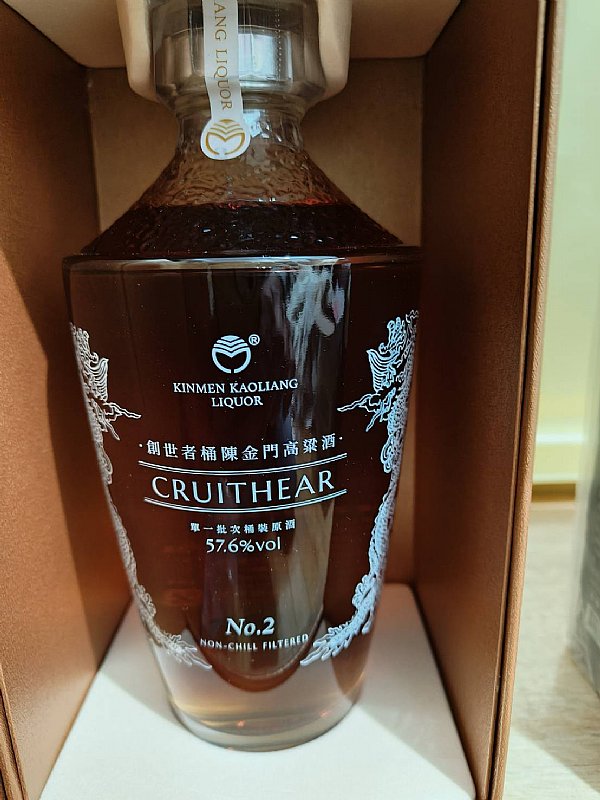 ANG LIQUOR
®
KINMEN KAOLIANG
LIQUOR
·創世者桶陳金門高粱酒·
CRUITHEAR
單一批次桶裝原酒
57.6%vol
No.2
NON-CHILL FILTERED